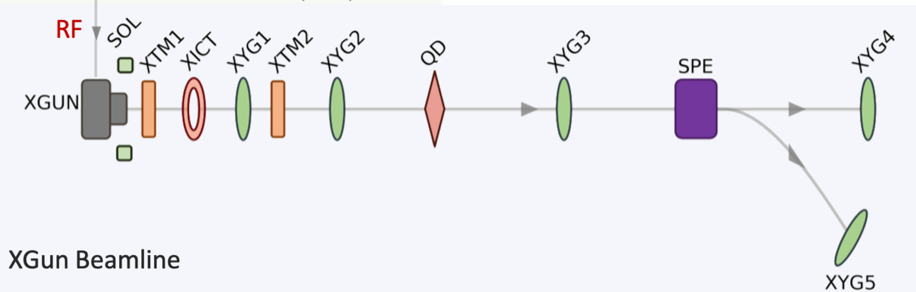 RF
SOL
XTM1
XICT
XYG1
XTM2
XYG2
QD
XYG3
SPE
XYG4
XGUN
XGun Beamline
XYG5